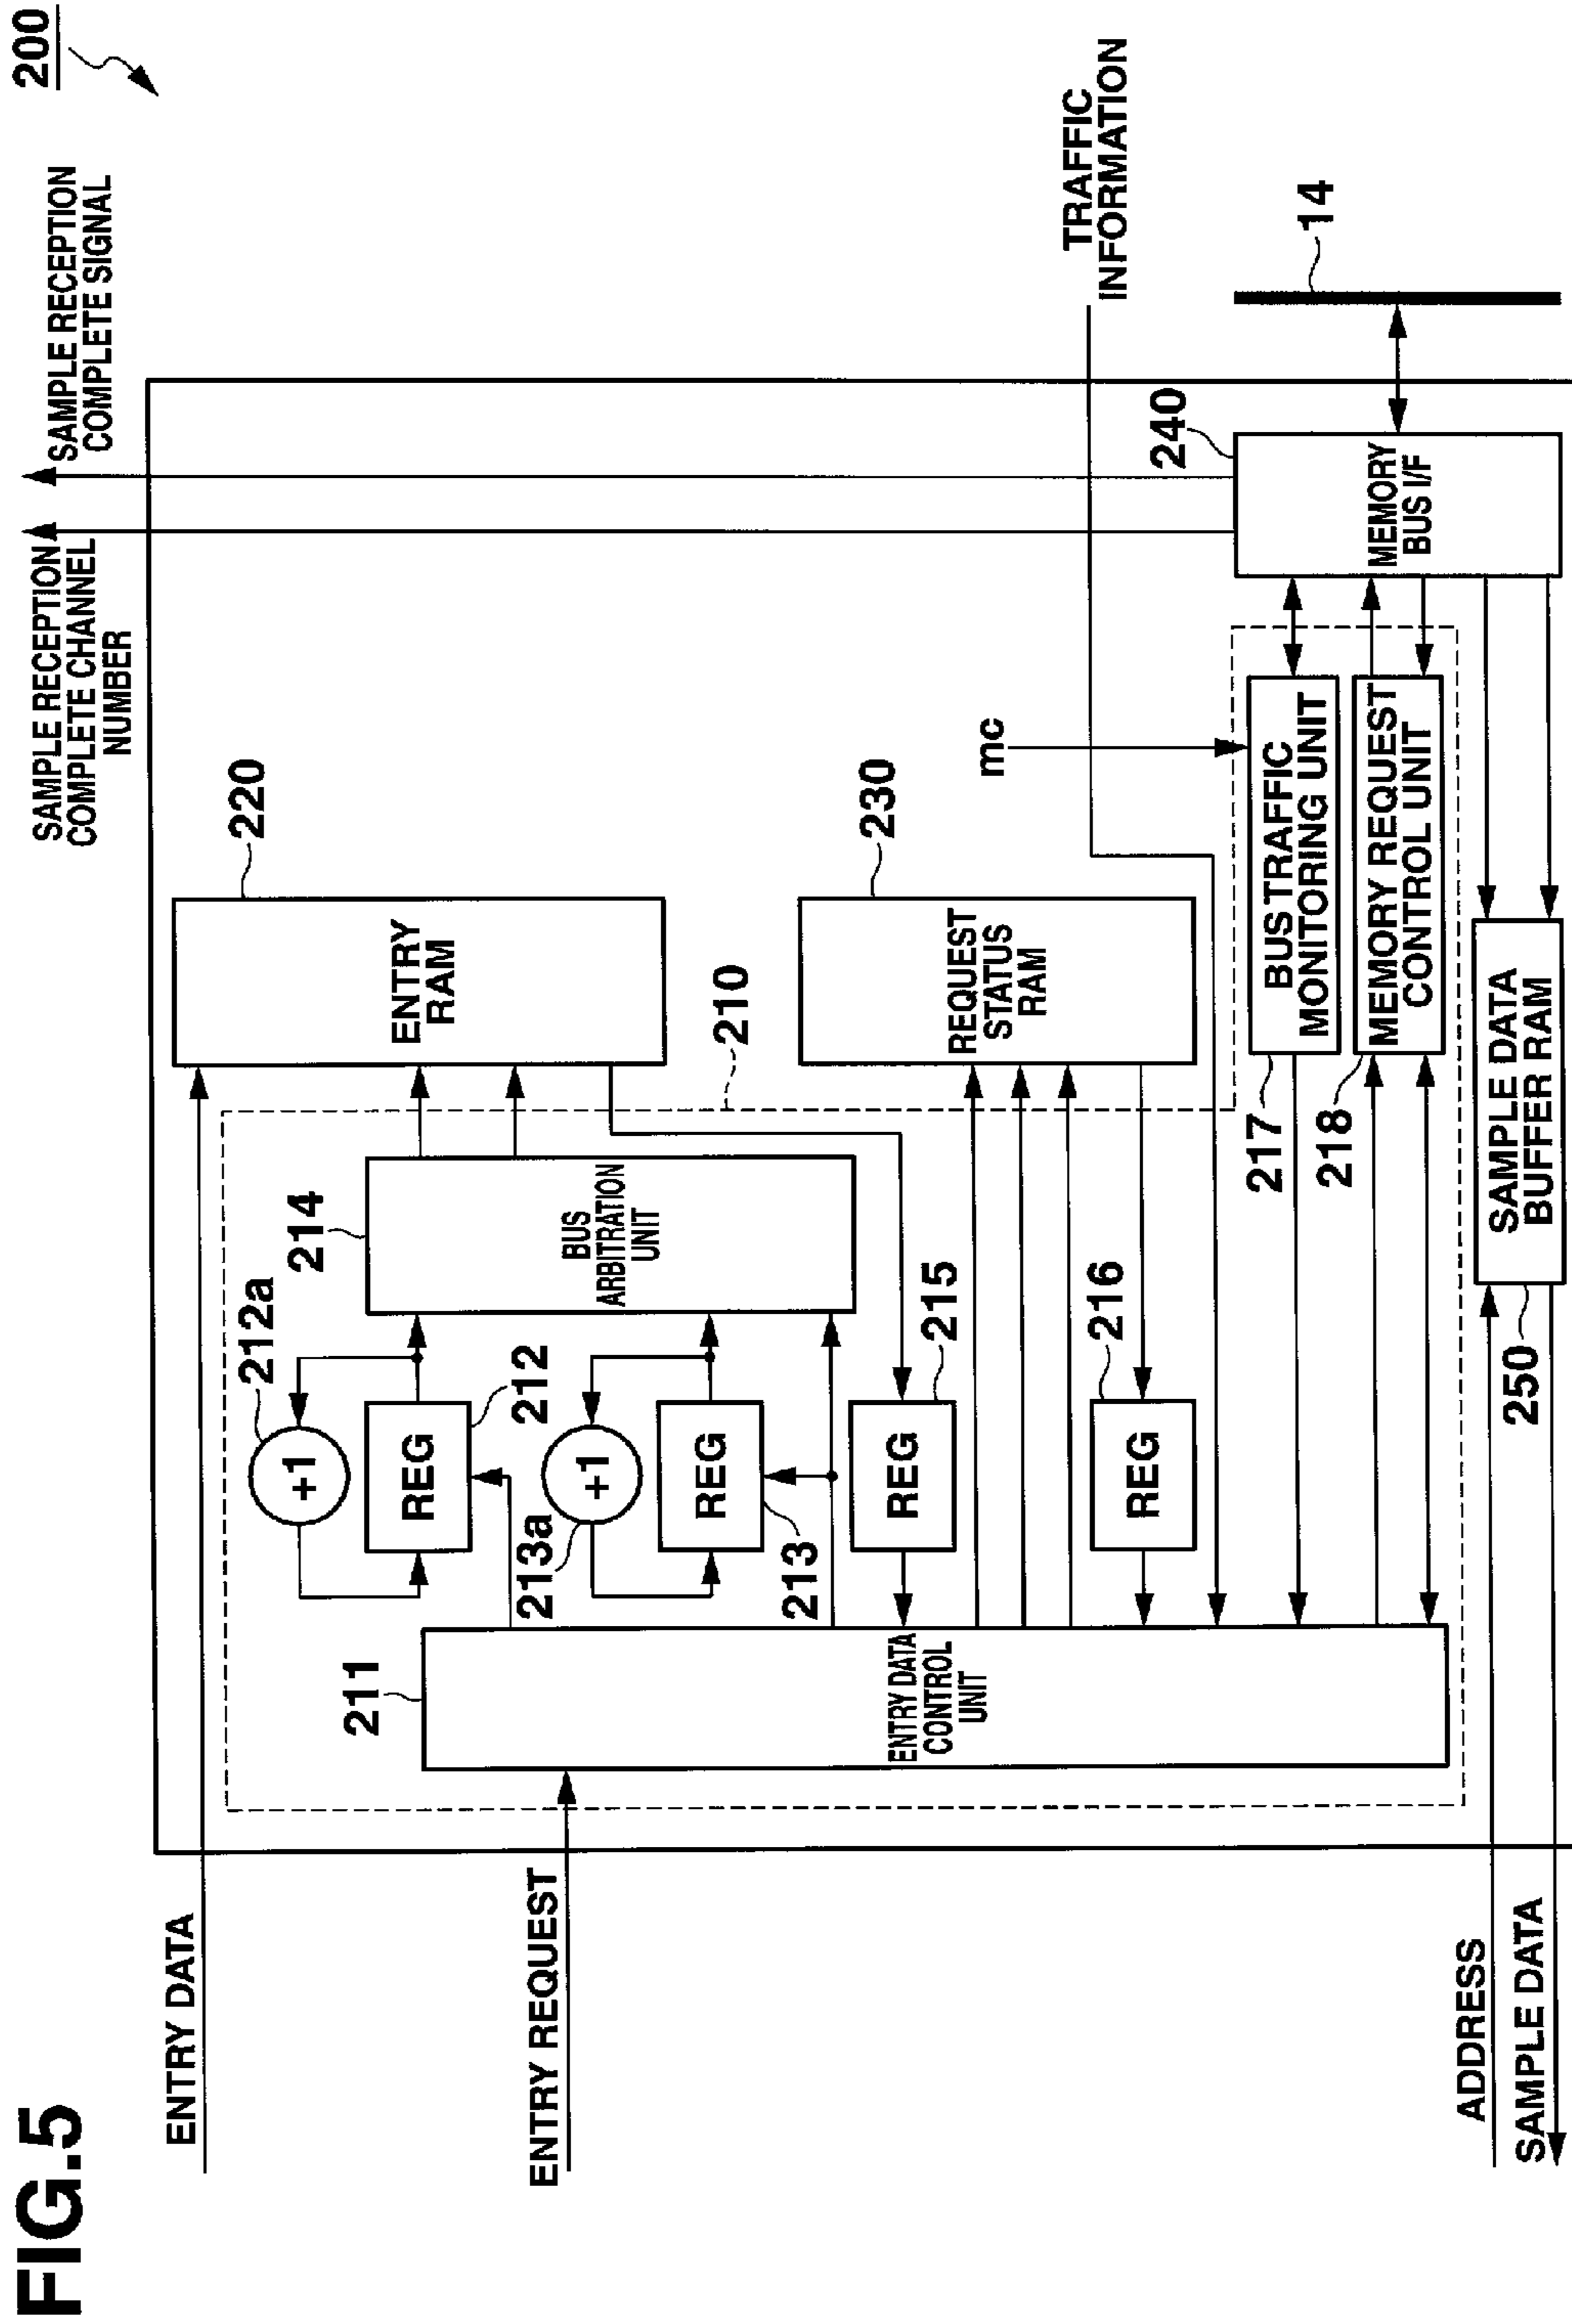 FIG.5
200
SAMPLE RECEPTION
COMPLETE CHANNEL
NUMBER
SAMPLE RECEPTION
COMPLETE SIGNAL
ENTRY DATA
220
ENTRY
RAM
212a
+1
214
BUS
ARBITRATION
UNIT
211
REG
212
ENTRY REQUEST
213a
+1
REG
213
210
230
REQUEST
STATUS
RAM
mc
TRAFFIC
INFORMATION
ENTRY DATA
CONTROL
UNIT
REG
215
REG
216
240
MEMORY
BUS I/F
14
217
BUS TRAFFIC
MONITORING UNIT
218
MEMORY REQUEST
CONTROL UNIT
ADDRESS
SAMPLE DATA
250
SAMPLE DATA
BUFFER RAM